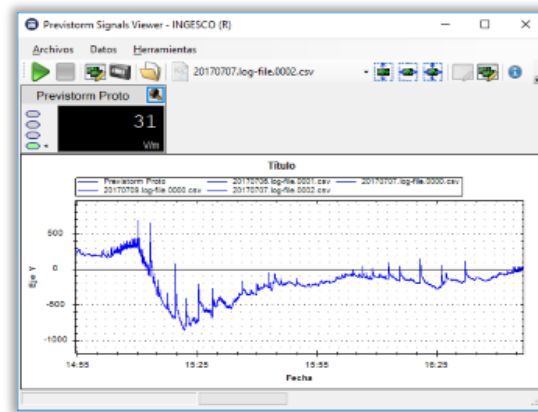 Previstorm Signals Viewer - INGESCO (R)
Archivos Datos Herramientas
20170707.log-file.0002.csv
Previstorm Proto
31
V/m
Título
Previstorm Proto 20170706.log-file.0001.csv 20170707.log-file.0000.csv
20170709.log-file.0000.csv 20170707.log-file.0002.csv
Eje Y
500
0
-500
-1000
14:55 15:25 15:55 16:25
Fecha